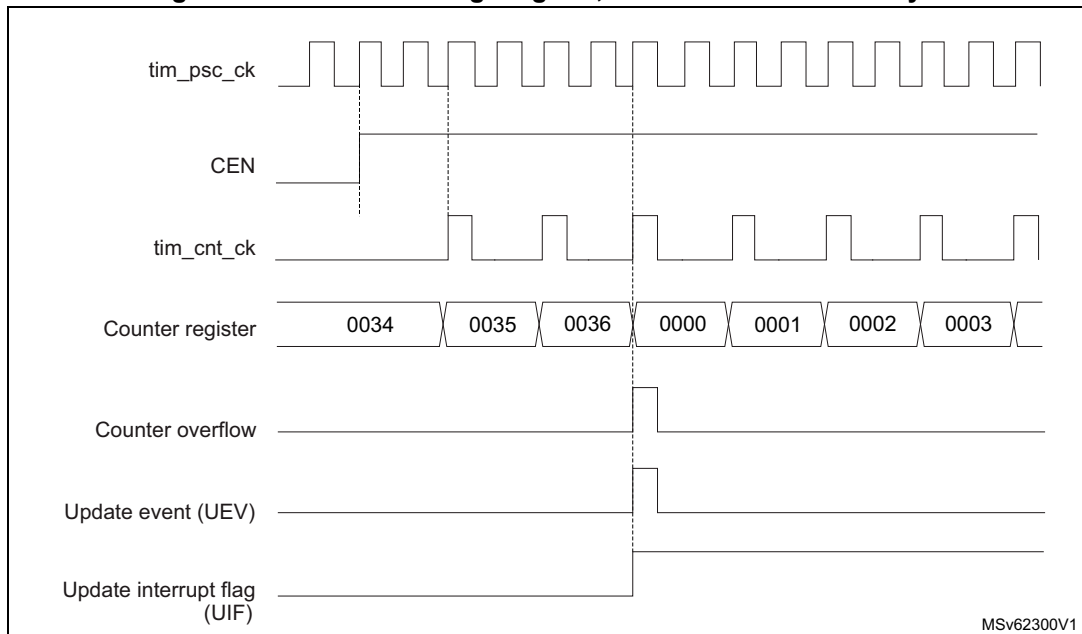 tim_psc_ck
CEN
tim_cnt_ck
Counter register 0034 0035 0036 0000 0001 0002 0003
Counter overflow
Update event (UEV)
Update interrupt flag
(UIF)
MSv62300V1